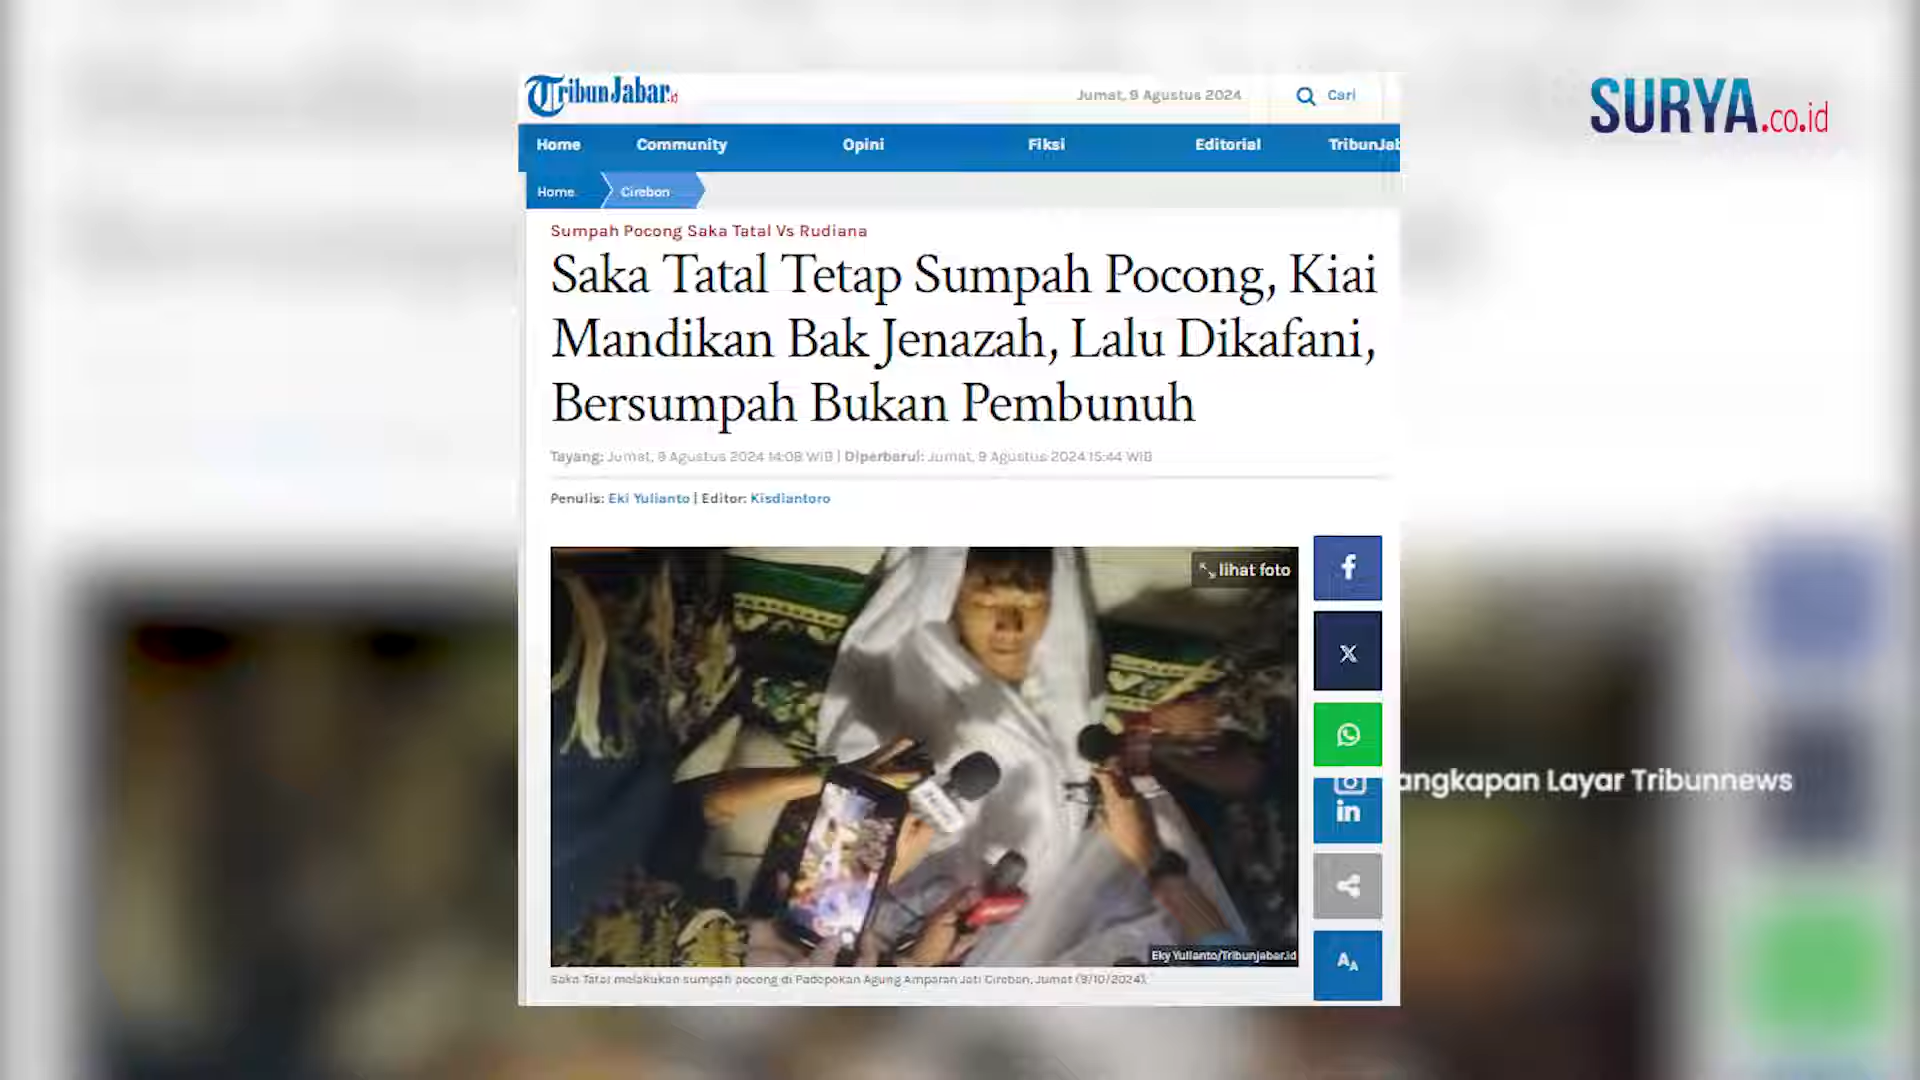 TribunJabar.id
Jumat, 9 Agustus 2024
Cari
SURYA.co.id
Home
Community
Opini
Fiksi
Editorial
TribunJab
Home
Cirebon
Sumpah Pocong Saka Tatal Vs Rudiana
Saka Tatal Tetap Sumpah Pocong, Kiai
Mandikan Bak Jenazah, Lalu Dikafani,
Bersumpah Bukan Pembunuh
Tayang: Jumat, 9 Agustus 2024 14:08 WIB | Diperbarui: Jumat, 9 Agustus 2024 15:44 WIB
Penulis: Eki Yulianto | Editor: Kisdiantoro
lihat foto
angkapan Layar Tribunnews
Eky Yulianto/Tribunjabar.id
Saka Tatal melakukan sumpah pocong di Padepokan Agung Amparan Jati Cirebon, Jumat (9/10/2024).